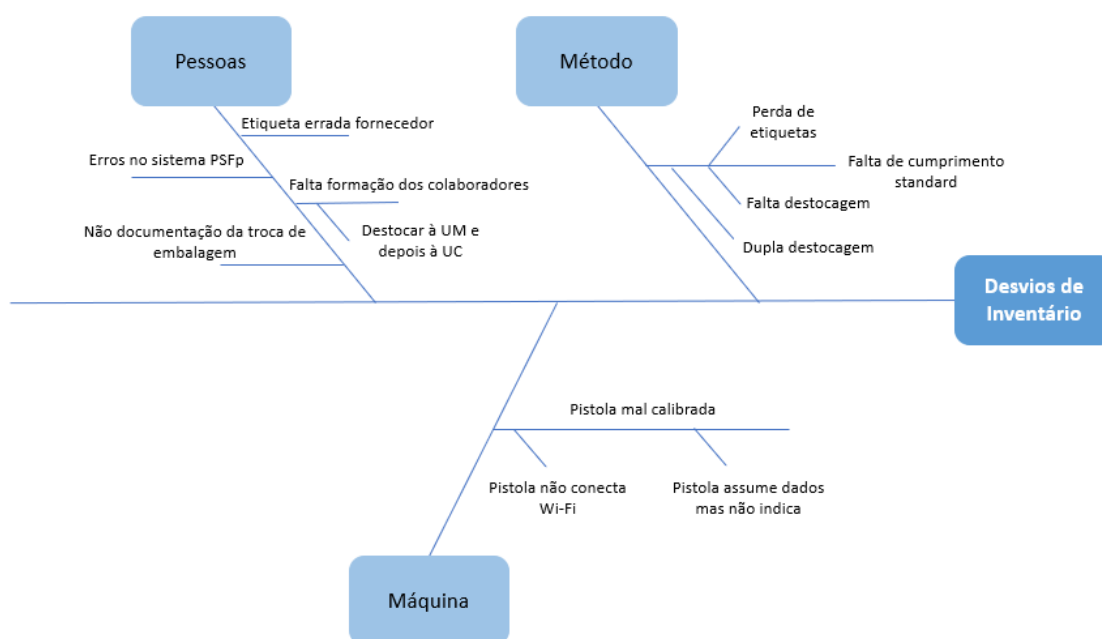 Pessoas
Método
Etiqueta errada fornecedor
Erros no sistema PSFp
Falta formação dos colaboradores
Destocar à UM e
depois à UC
Não documentação da troca de
embalagem
Perda de
etiquetas
Falta de cumprimento
standard
Falta destocagem
Dupla destocagem
Desvios de
Inventário
Pistola mal calibrada
Pistola não conecta
Wi-Fi
Pistola assume dados
mas não indica
Máquina